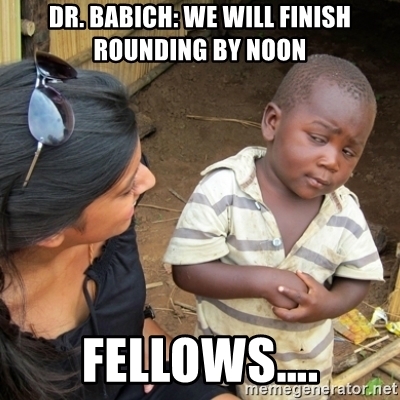 DR. BABICH: WE WILL FINISH
ROUNDING BY NOON
FELLOWS....
memegenerator.net